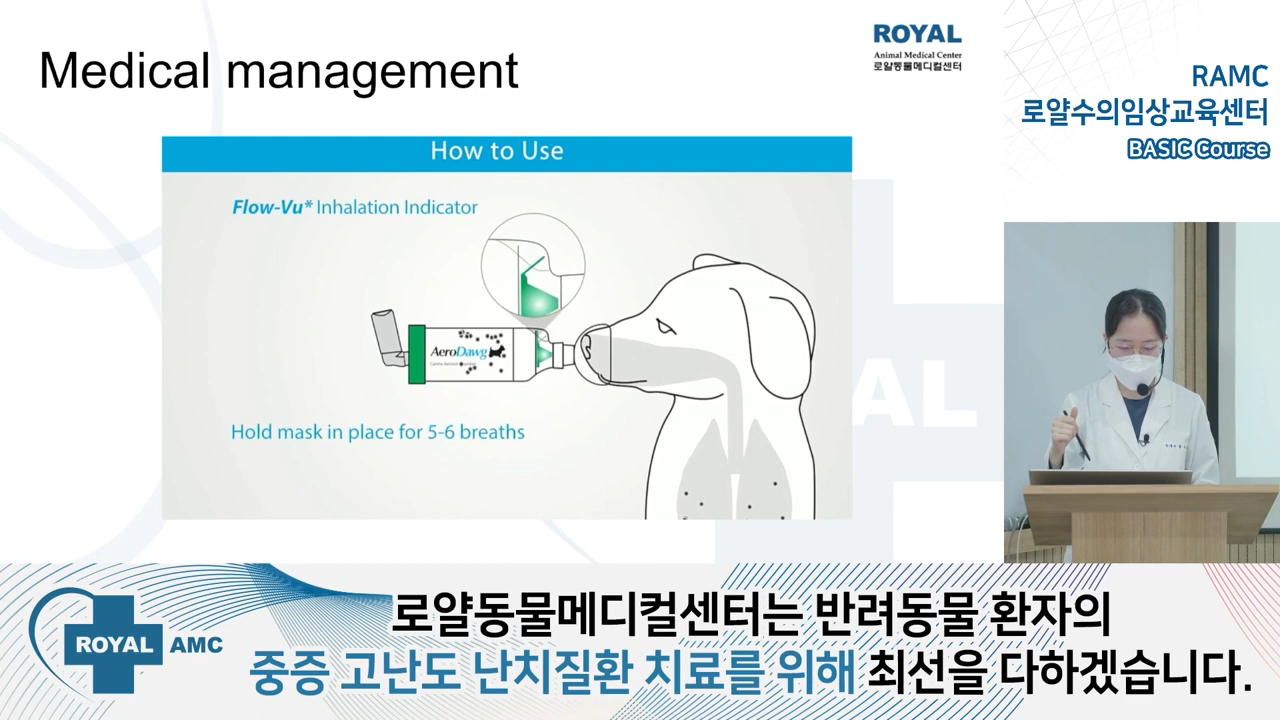 Medical management
ROYAL
Animal Medical Center
로얄동물메디컬센터
RAMC
로얄수의임상교육센터
BASIC Course
How to Use
Flow-Vu* Inhalation Indicator
AeroDawg
Hold mask in place for 5-6 breaths
AL
ROYAL AMC
로얄동물메디컬센터는 반려동물 환자의
중증 고난도 난치질환 치료를 위해 최선을 다하겠습니다.